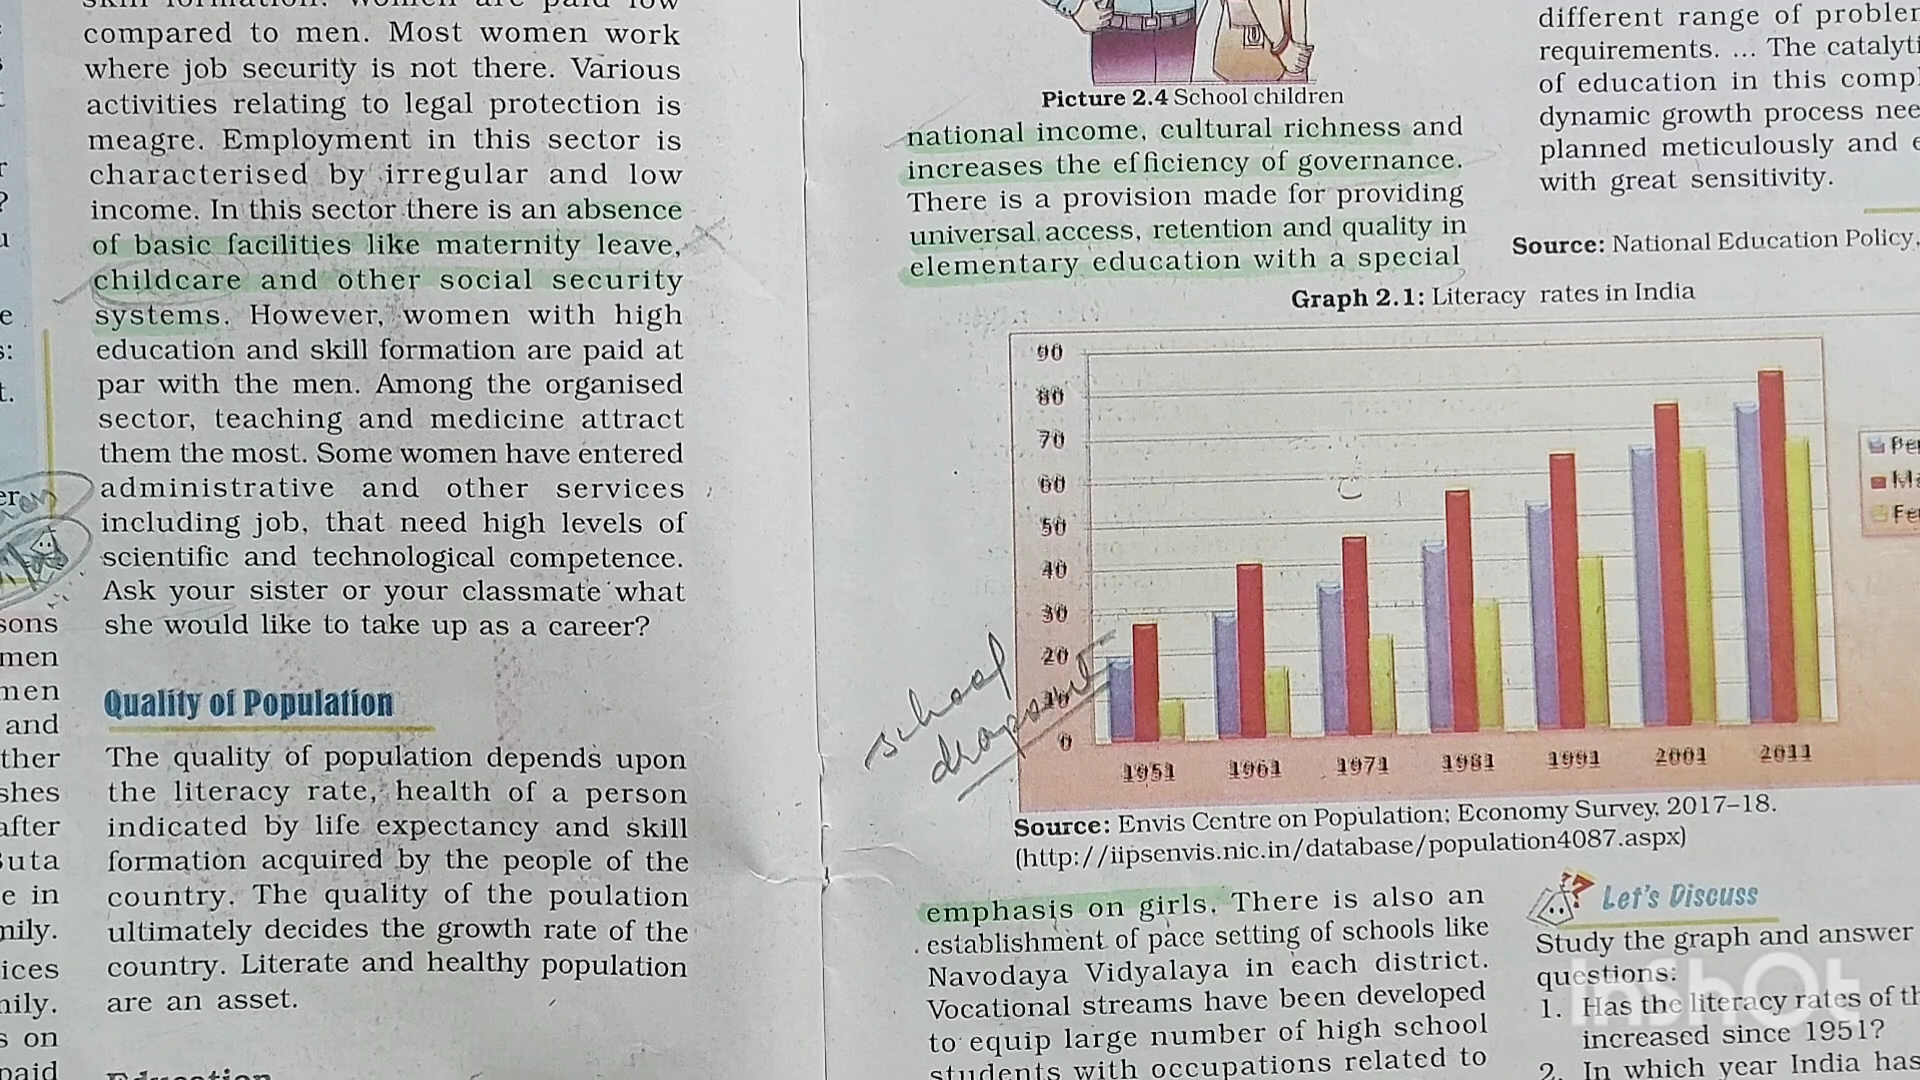 compared to men. Most women work
where job security is not there. Various
activities relating to legal protection is
meagre. Employment in this sector is
characterised by irregular and low
income. In this sector there is an absence
of basic facilities like maternity leave,
childcare and other social security
systems. However, women with high
education and skill formation are paid at
par with the men. Among the organised
sector, teaching and medicine attract
them the most. Some women have entered
administrative and other services
including job, that need high levels of
scientific and technological competence.
Ask your sister or your classmate what
she would like to take up as a career?
Quality of Population
The quality of population depends upon
the literacy rate, health of a person
indicated by life expectancy and skill
formation acquired by the people of the
country. The quality of the poulation
ultimately decides the growth rate of the
country. Literate and healthy population
are an asset.
Picture 2.4 School children
national income, cultural richness and
increases the efficiency of governance.
There is a provision made for providing
universal access, retention and quality in
elementary education with a special
different range of
requirements. ... The
of education in this
dynamic growth process
planned meticulously and
with great sensitivity.
Source: National Education Policy,
Graph 2.1: Literacy rates in India
90
80
70
60
50
40
30
20
10
0
1951 1961 1971 1981 1991 2001 2011
school
Source: Envis Centre on Population; Economy Survey, 2017–18.
(http://iipsenvis.nic.in/database/population4087.aspx)
emphasis on girls. There is also an
establishment of pace setting of schools like
Navodaya Vidyalaya in each district.
Vocational streams have been developed
to equip large number of high school
students with occupations related to
Let's Discuss
Study the graph and answer
questions:
1. Has the literacy rates of
increased since 1951?
2. In which year India has
InShOt